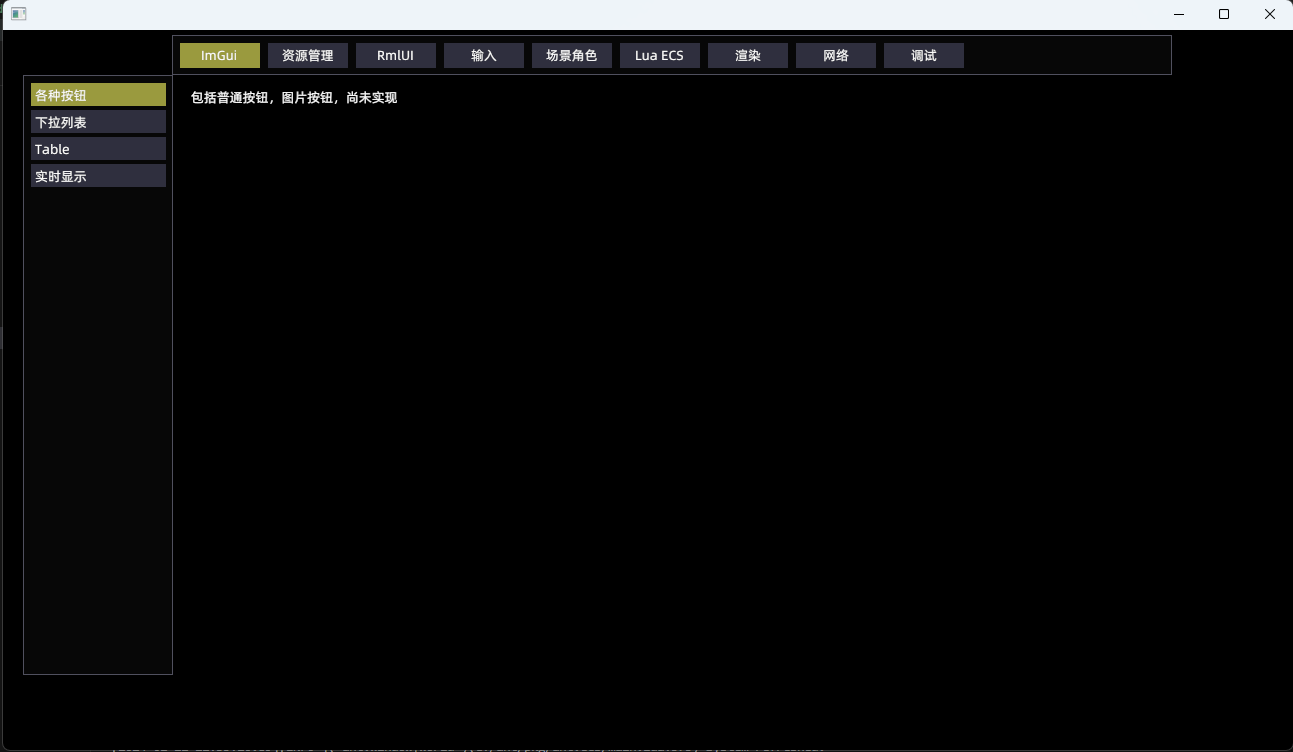 ImGui 资源管理 RmlUI 输入 场景角色 Lua ECS 渲染 网络 调试
各种按钮
下拉列表
Table
实时显示
包括普通按钮，图片按钮，尚未实现